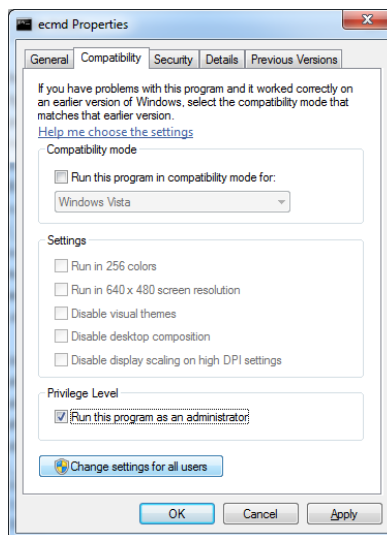 ecmd Properties
General Compatibility Security Details Previous Versions
If you have problems with this program and it worked correctly on
an earlier version of Windows, select the compatibility mode that
matches that earlier version.
Help me choose the settings
Compatibility mode
Run this program in compatibility mode for:
Windows Vista
Settings
Run in 256 colors
Run in 640 x 480 screen resolution
Disable visual themes
Disable desktop composition
Disable display scaling on high DPI settings
Privilege Level
Run this program as an administrator
Change settings for all users
OK Cancel Apply